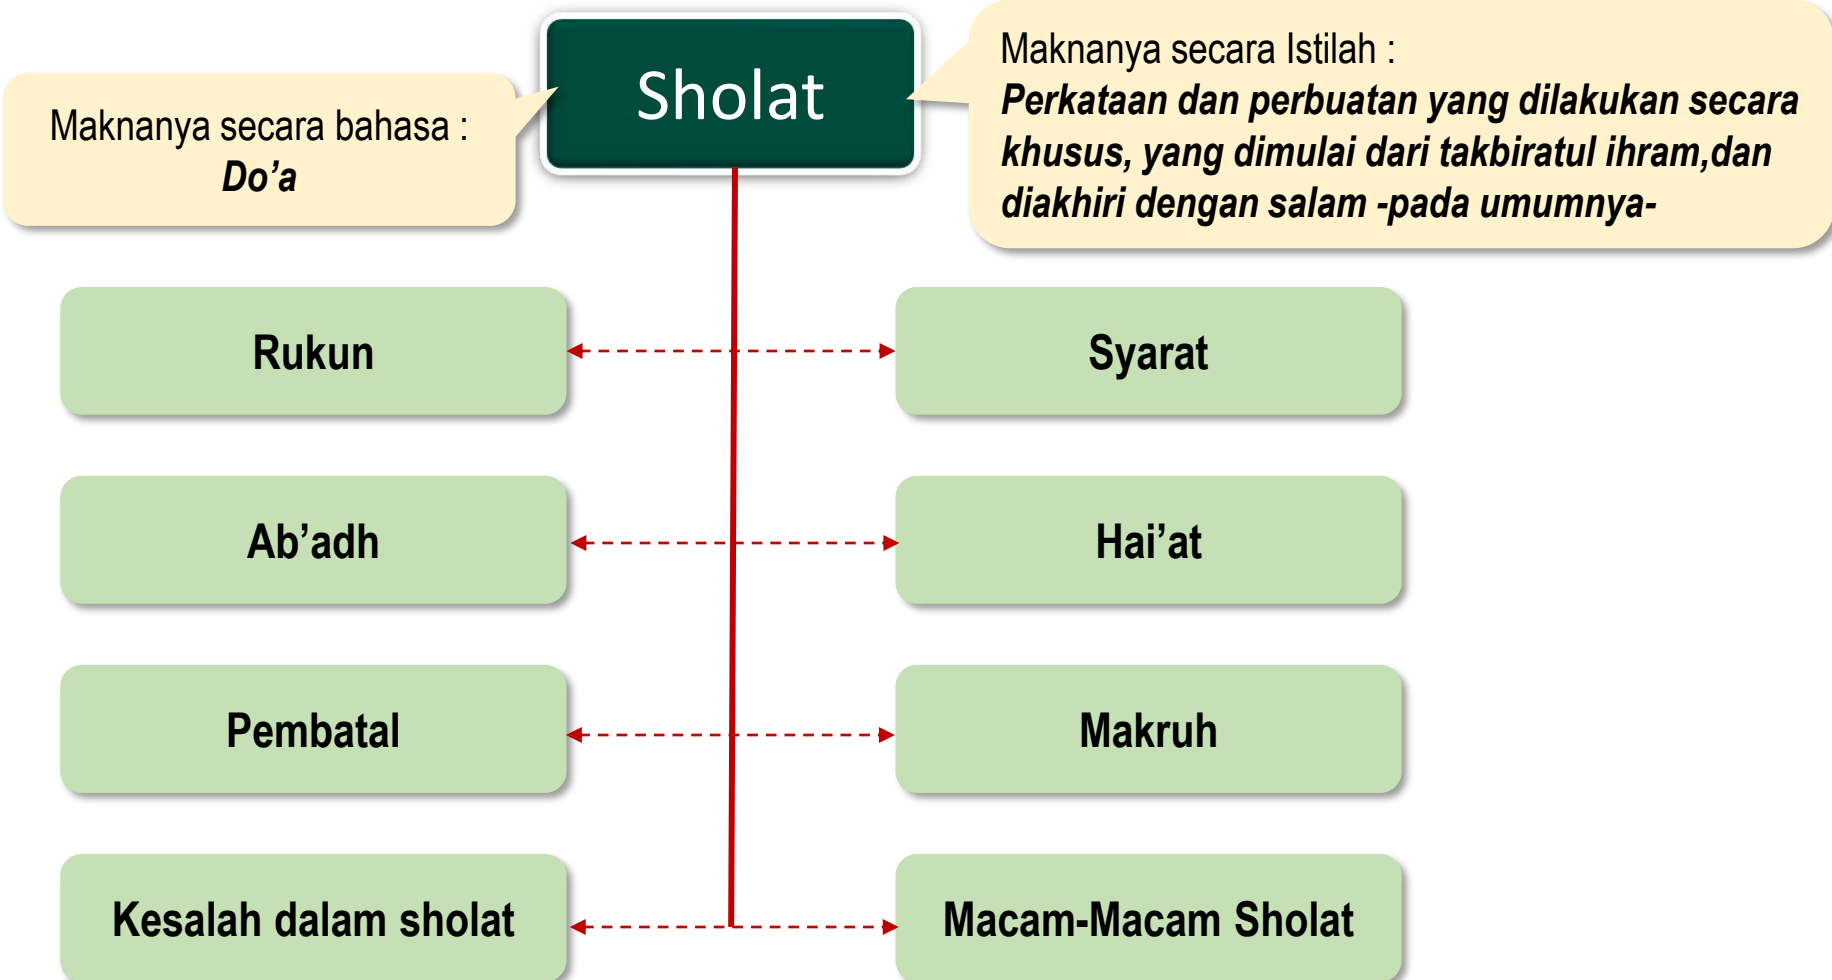 Sholat
Maknanya secara bahasa :
Do’a
Maknanya secara Istilah :
Perkataan dan perbuatan yang dilakukan secara
khusus, yang dimulai dari takbiratul ihram,dan
diakhiri dengan salam -pada umumnya-
Rukun
Syarat
Ab’adh
Hai’at
Pembatal
Makruh
Kesalah dalam sholat
Macam-Macam Sholat